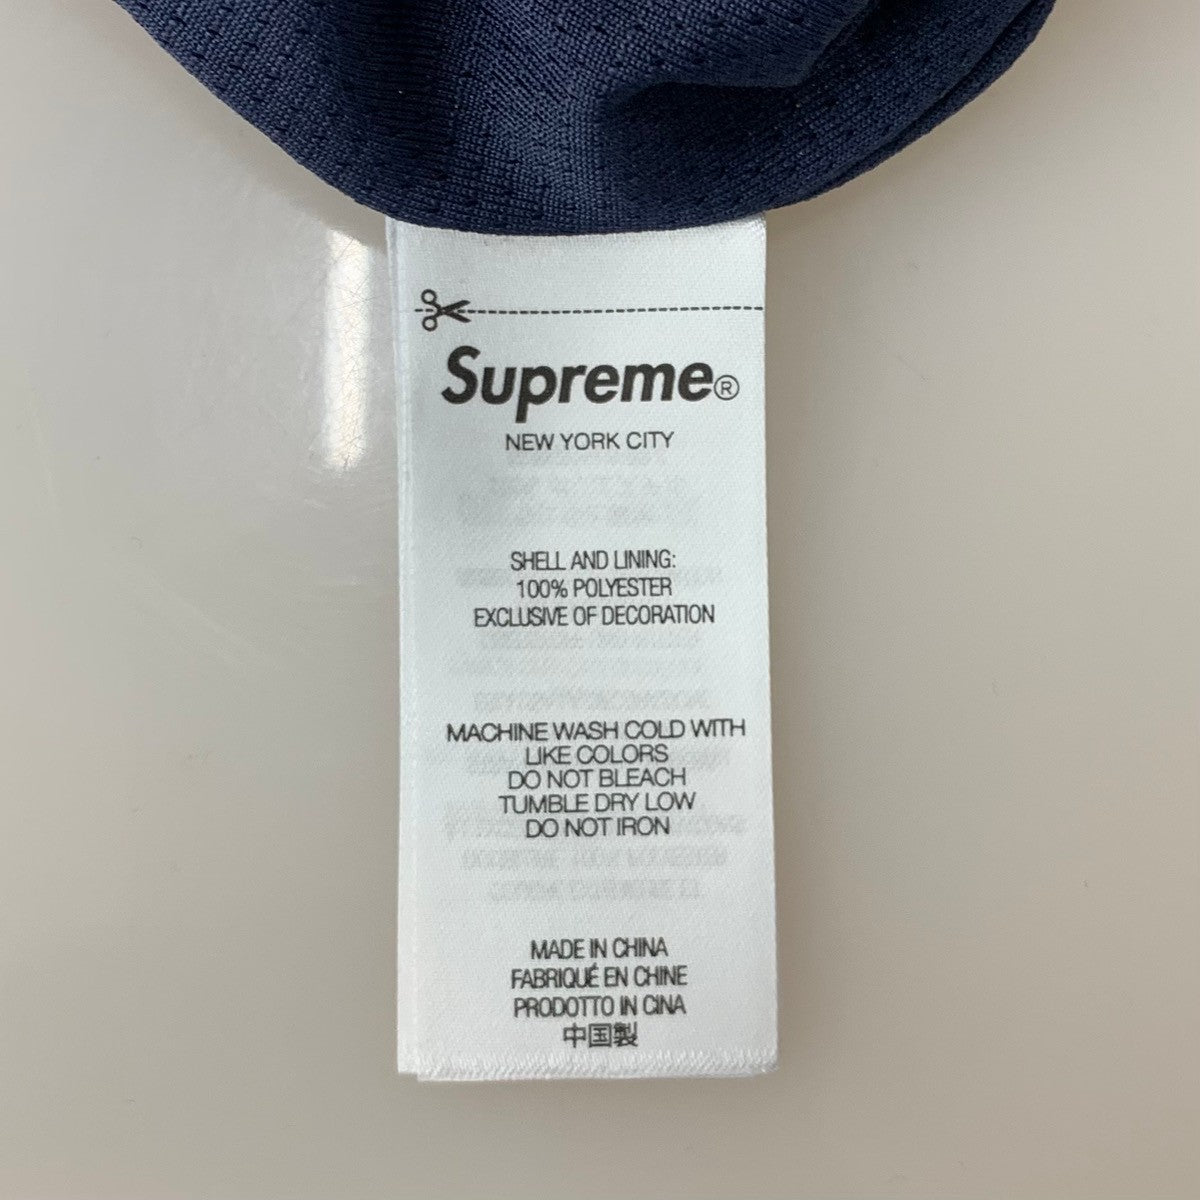 Supreme®
NEW YORK CITY
SHELL AND LINING:
100% POLYESTER
EXCLUSIVE OF DECORATION
MACHINE WASH COLD WITH
LIKE COLORS
DO NOT BLEACH
TUMBLE DRY LOW
DO NOT IRON
MADE IN CHINA
FABRIQUÉ EN CHINE
PRODOTTO IN CINA
中国製